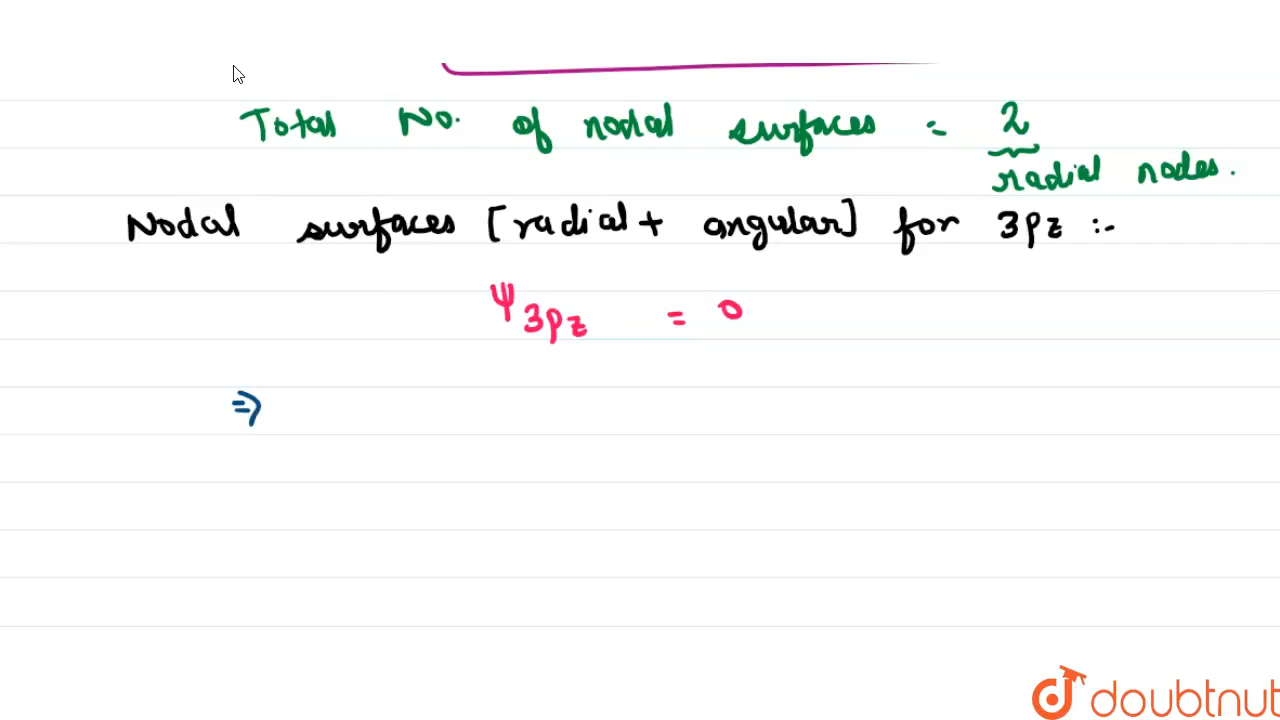 Total No. of nodal surfaces = 2
radial nodes.
Nodal surfaces [radial + angular] for 3pz :-
Ψ3pz = 0
⇒
doubtnut